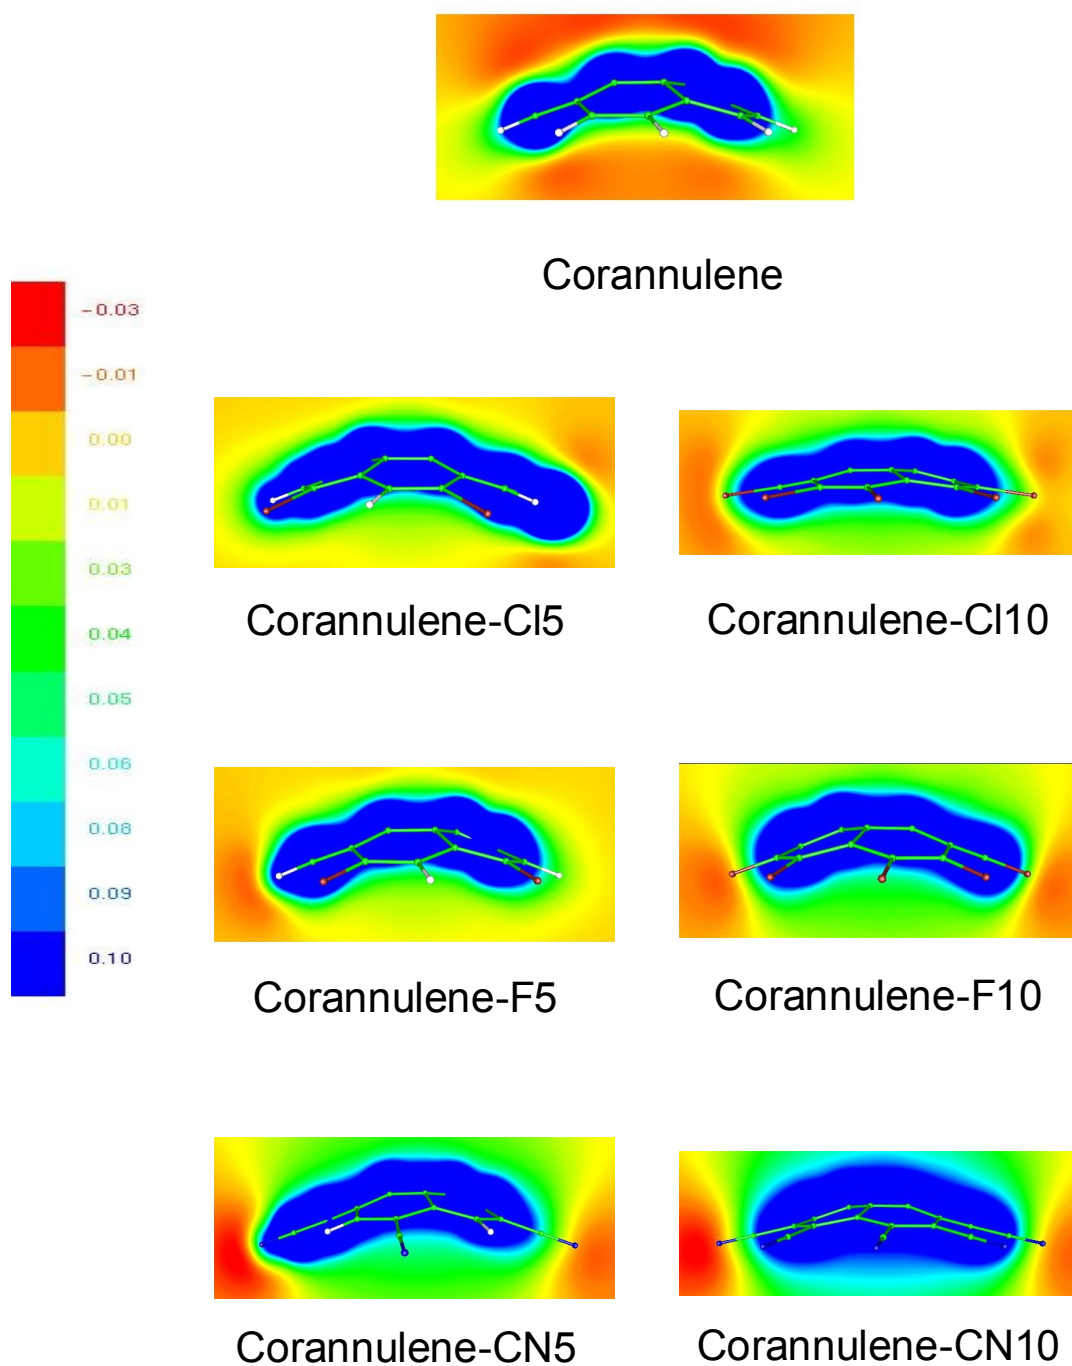 Corannulene
-0.03
-0.01
0.00
0.01
0.03
0.04
0.05
0.06
0.08
0.09
0.10
Corannulene-Cl5
Corannulene-Cl10
Corannulene-F5
Corannulene-F10
Corannulene-CN5
Corannulene-CN10